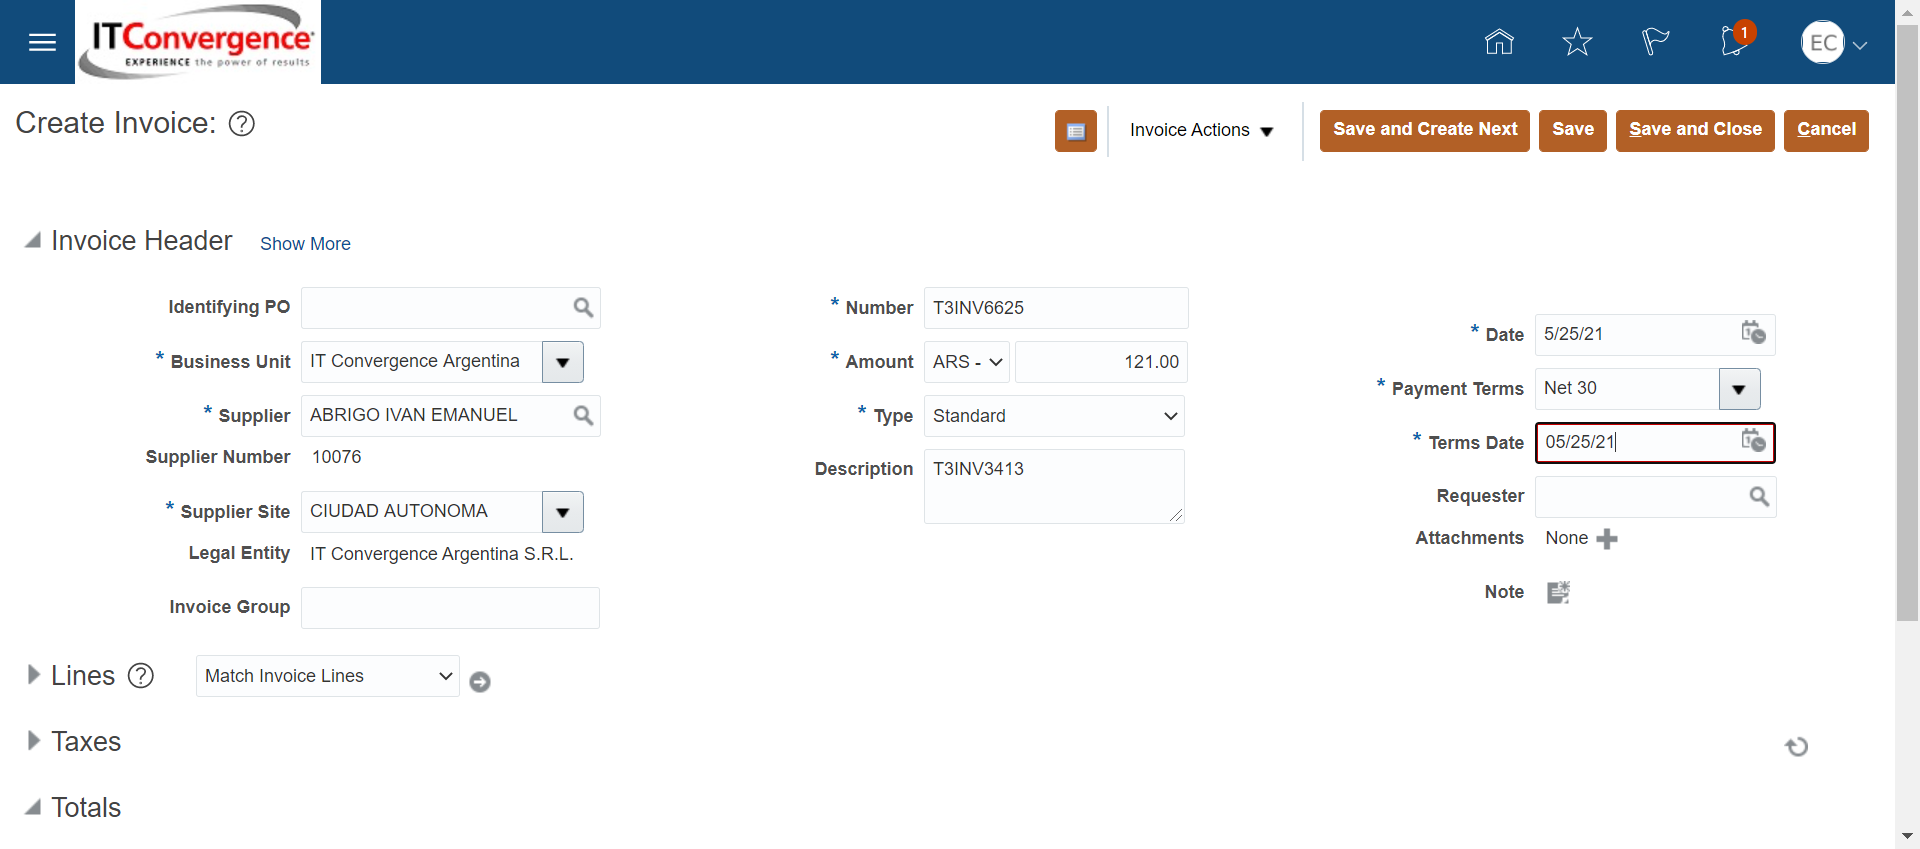 ITConvergence
EXPERIENCE the power of results
1
EC
Create Invoice: ?
Invoice Actions
Save and Create Next
Save
Save and Close
Cancel
Invoice Header
Show More
Identifying PO
* Business Unit IT Convergence Argentina
* Supplier ABRIGO IVAN EMANUEL
Supplier Number 10076
* Supplier Site CIUDAD AUTONOMA
Legal Entity IT Convergence Argentina S.R.L.
Invoice Group
* Number T3INV6625
* Amount ARS - 121.00
* Type Standard
Description T3INV3413
* Date 5/25/21
* Payment Terms Net 30
* Terms Date 05/25/21
Requester
Attachments None
Note
Lines ? Match Invoice Lines
Taxes
Totals